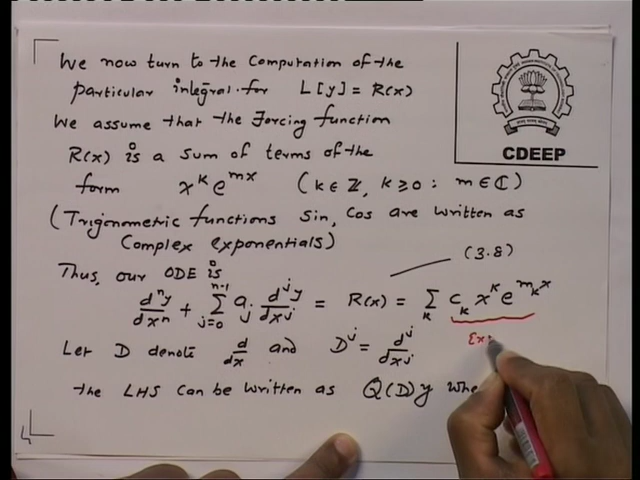 We now turn to the Computation of the
particular integral for L[y] = R(x)
We assume that the Forcing function
R(x) is a sum of terms of the
form x^k e^{mx} (k ∈ ℤ, k ≥ 0 : m ∈ ℂ)
(Trigonometric functions Sin, Cos are written as
Complex exponentials)
Thus, our ODE is (3.8)
d^n y/dx^n + Σ_{j=0}^{n-1} a_j d^j y/dx^j = R(x) = Σ_k c_k x^k e^{m_k x}
Let D denote d/dx and D^j = d^j/dx^j
the LHS can be written as Q(D)y
CDEEP